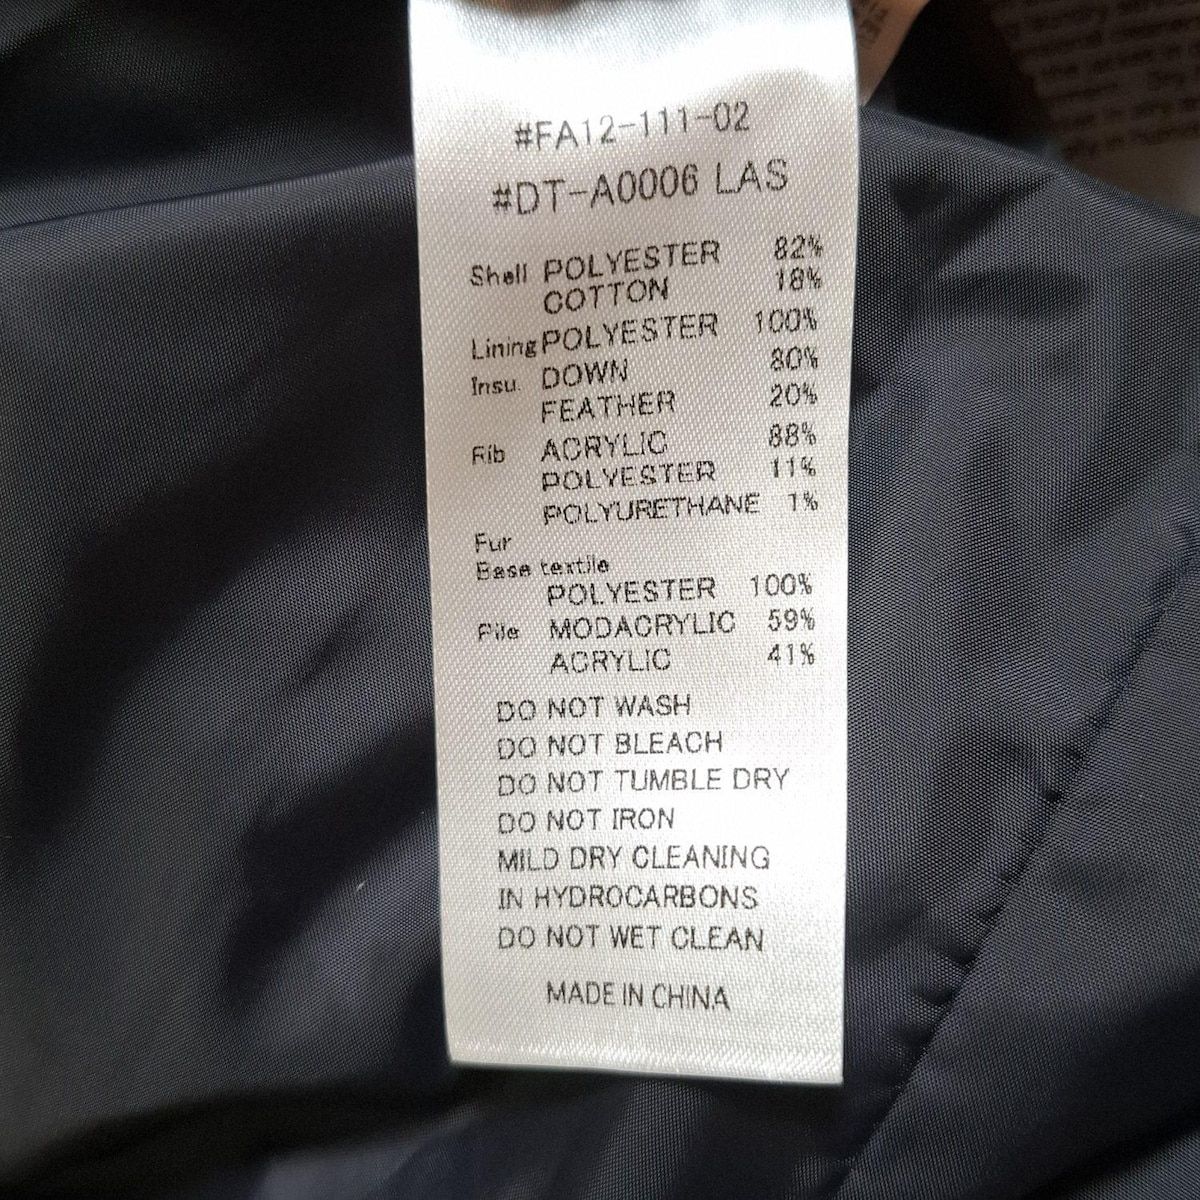 #FA12-111-02
#DT-A0006 LAS
Shell POLYESTER 82%
COTTON 18%
Lining POLYESTER 100%
Insu. DOWN 80%
FEATHER 20%
Rib ACRYLIC 88%
POLYESTER 11%
POLYURETHANE 1%
Fur
Base textile
POLYESTER 100%
Pile MODACRYLIC 59%
ACRYLIC 41%
DO NOT WASH
DO NOT BLEACH
DO NOT TUMBLE DRY
DO NOT IRON
MILD DRY CLEANING
IN HYDROCARBONS
DO NOT WET CLEAN
MADE IN CHINA